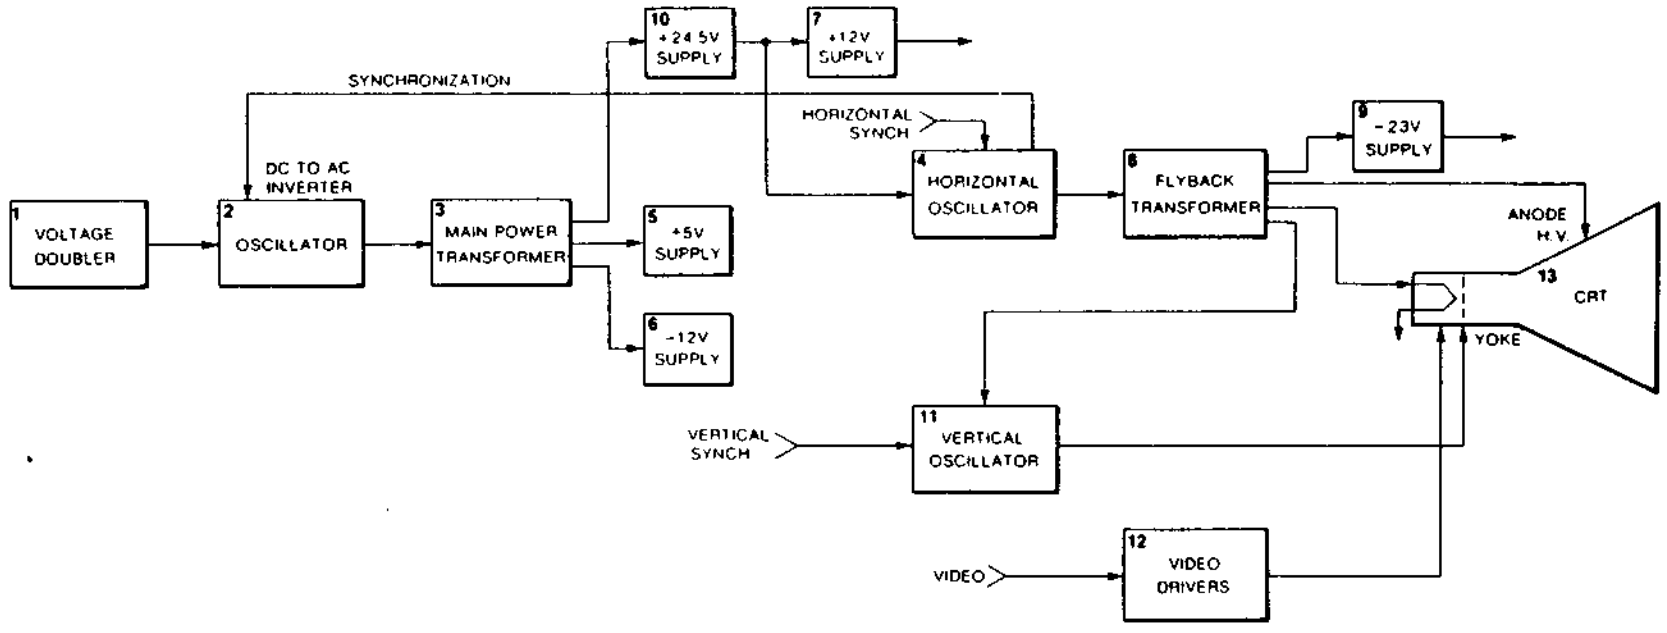 10
+24.5V
SUPPLY
7
+12V
SUPPLY
SYNCHRONIZATION
HORIZONTAL
SYNCH
9
-23V
SUPPLY
DC TO AC
INVERTER
1
VOLTAGE
DOUBLER
2
OSCILLATOR
3
MAIN POWER
TRANSFORMER
5
+5V
SUPPLY
6
-12V
SUPPLY
4
HORIZONTAL
OSCILLATOR
8
FLYBACK
TRANSFORMER
ANODE
H.V.
13
CRT
YOKE
VERTICAL
SYNCH
11
VERTICAL
OSCILLATOR
VIDEO
12
VIDEO
DRIVERS